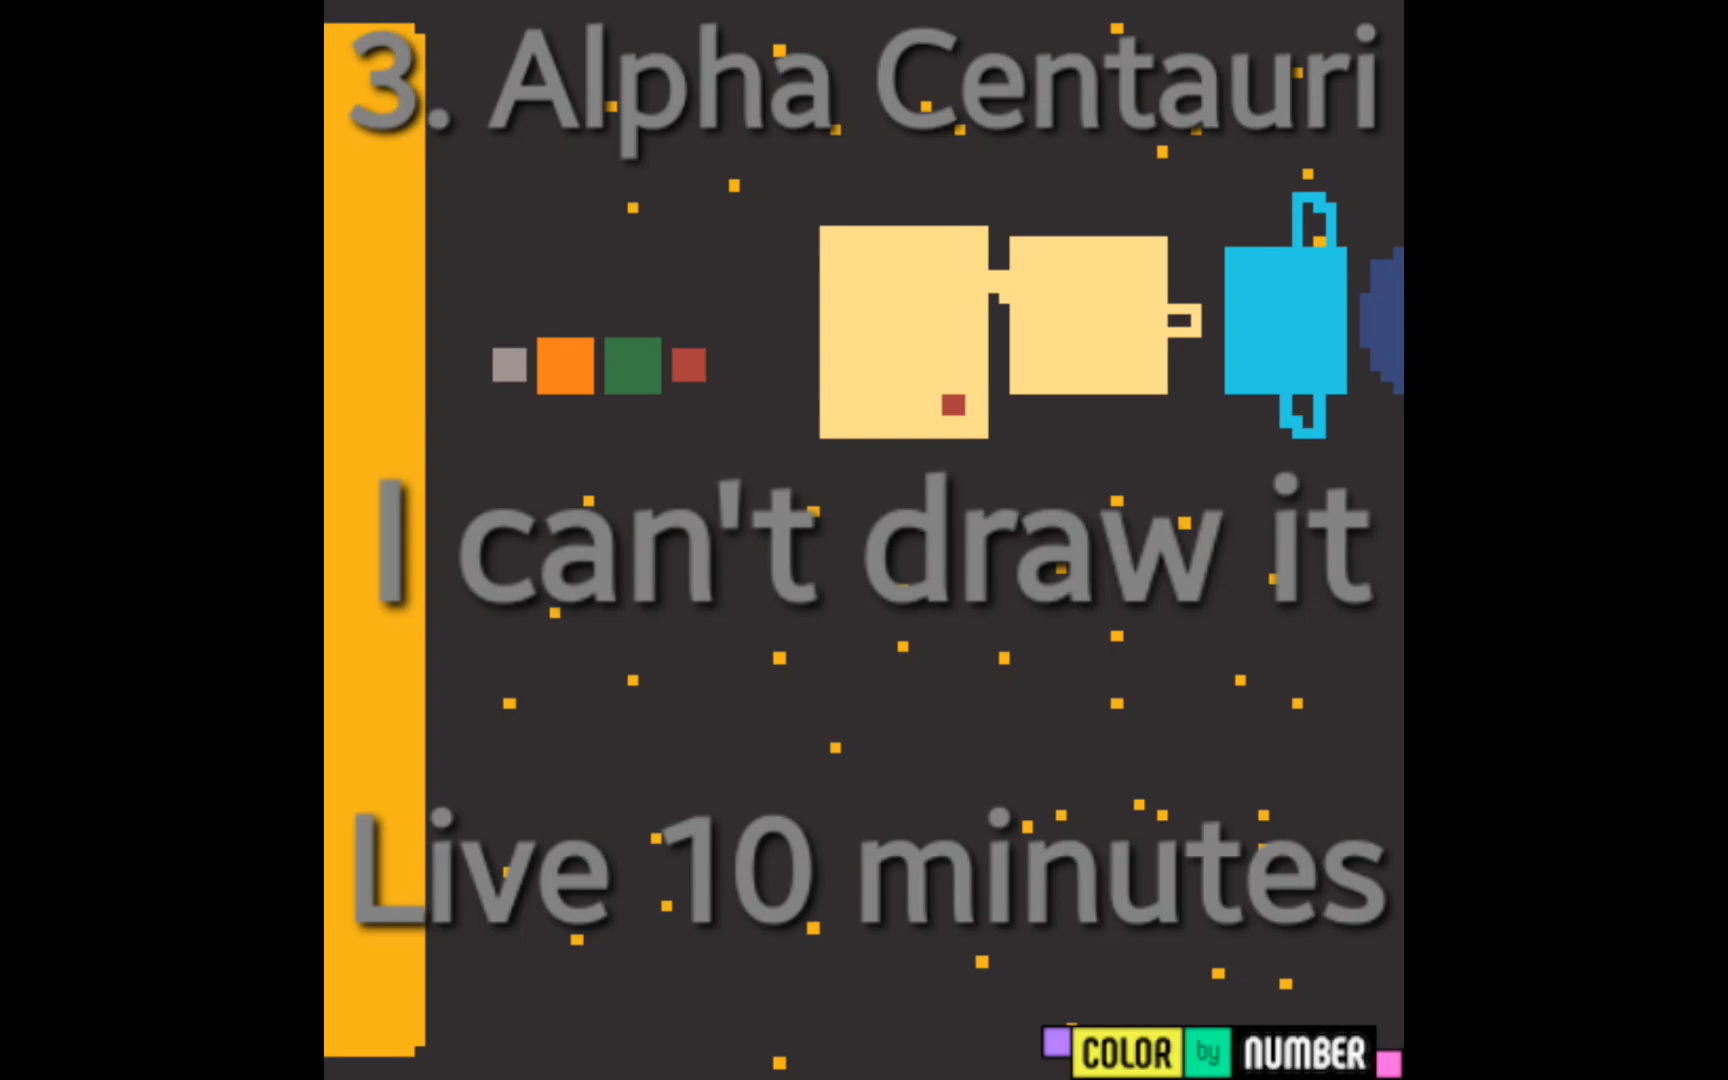 3. Alpha Centauri
I can't draw it
Live 10 minutes
COLOR by NUMBER